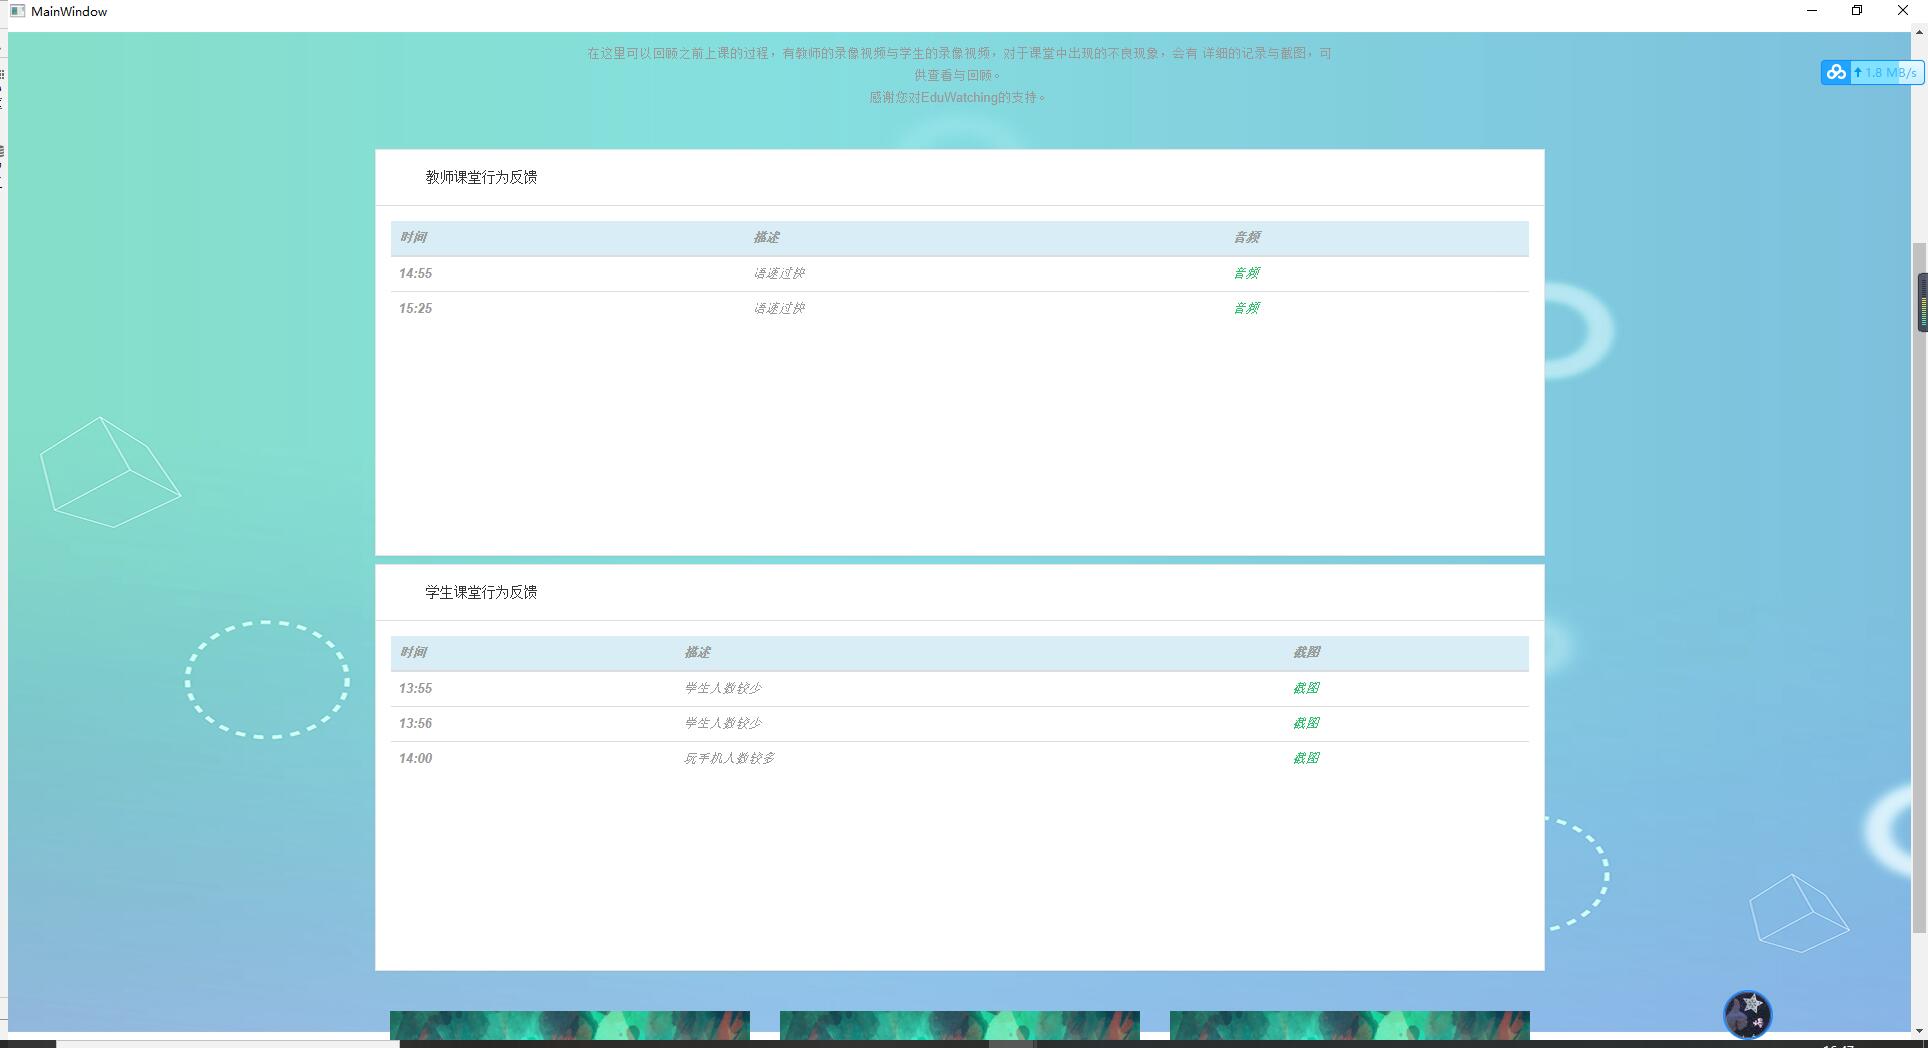 MainWindow
在这里可以回顾之前上课的过程，有教师的录像视频与学生的录像视频，对于课堂中出现的不良现象，会有 详细的记录与截图，可
供查看与回顾。
感谢您对EduWatching的支持。
1.8 MB/s
教师课堂行为反馈
时间 描述 音频
14:55 语速过快 音频
15:25 语速过快 音频
学生课堂行为反馈
时间 描述 截图
13:55 学生人数较少 截图
13:56 学生人数较少 截图
14:00 玩手机人数较多 截图